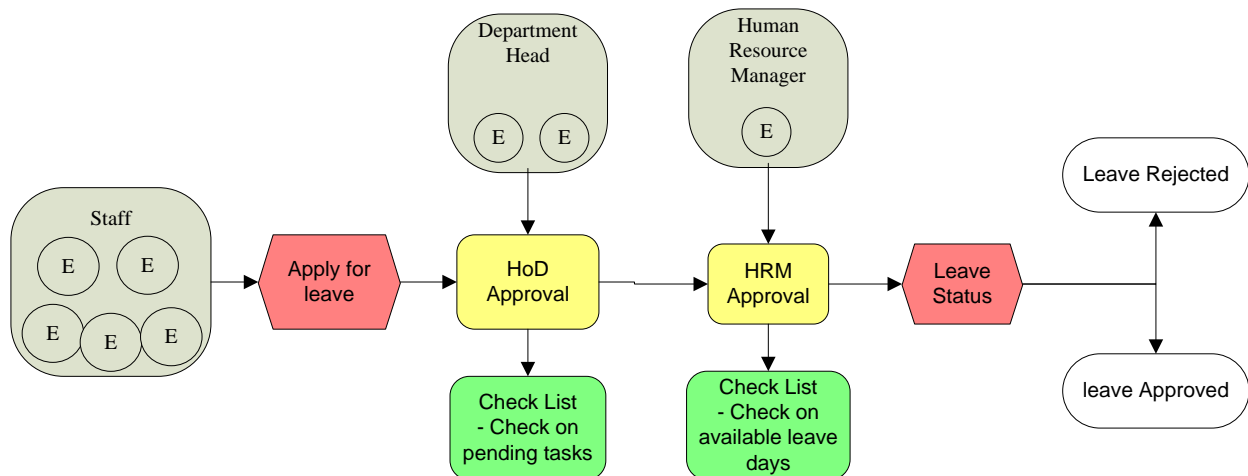 Department
Head
E
E
Human
Resource
Manager
E
Staff
E
E
E
E
E
Apply for
leave
HoD
Approval
HRM
Approval
Leave
Status
Leave Rejected
leave Approved
Check List
- Check on
pending tasks
Check List
- Check on
available leave
days